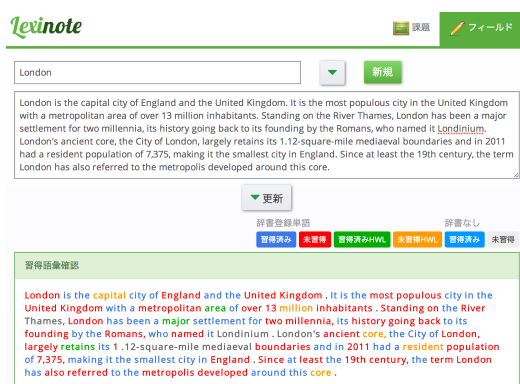 Lexinote
課題
フィールド
London
新規
London is the capital city of England and the United Kingdom. It is the most populous city in the United Kingdom
with a metropolitan area of over 13 million inhabitants. Standing on the River Thames, London has been a major
settlement for two millennia, its history going back to its founding by the Romans, who named it Londinium.
London's ancient core, the City of London, largely retains its 1.12-square-mile mediaeval boundaries and in 2011
had a resident population of 7,375, making it the smallest city in England. Since at least the 19th century, the term
London has also referred to the metropolis developed around this core.
更新
辞書登録単語 辞書なし
習得済み 未習得 習得済みHWL 未習得HWL 習得済み 未習得
習得語彙確認
London is the capital city of England and the United Kingdom . It is the most populous city in the
United Kingdom with a metropolitan area of over 13 million inhabitants . Standing on the River
Thames, London has been a major settlement for two millennia, its history going back to its
founding by the Romans, who named it Londinium . London's ancient core, the City of London,
largely retains its 1 .12-square-mile mediaeval boundaries and in 2011 had a resident population
of 7,375, making it the smallest city in England . Since at least the 19th century, the term London
has also referred to the metropolis developed around this core .